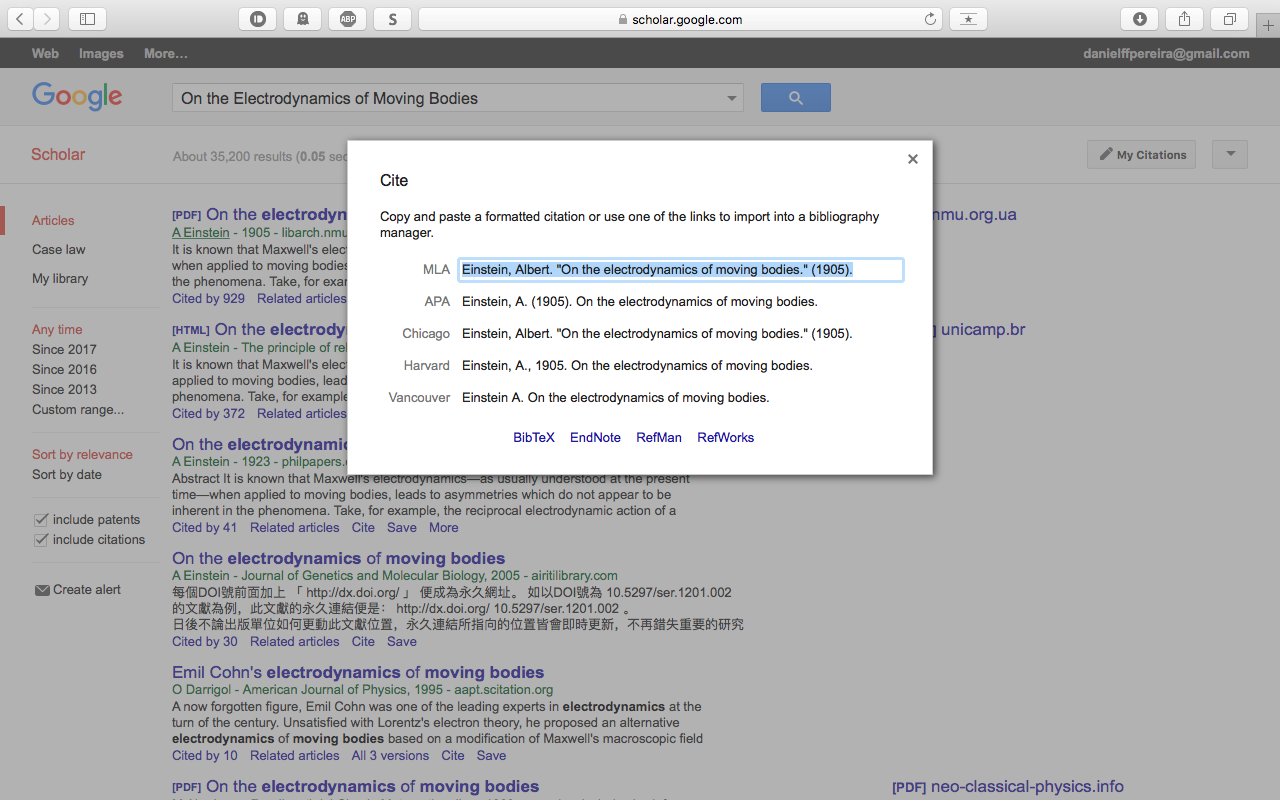 scholar.google.com
ABP
S
Web Images More…
danielffpereira@gmail.com
Google
On the Electrodynamics of Moving Bodies
Scholar
About 35,200 results (0.05 sec
My Citations
Cite
Copy and paste a formatted citation or use one of the links to import into a bibliography
manager.
MLA Einstein, Albert. "On the electrodynamics of moving bodies." (1905).
APA Einstein, A. (1905). On the electrodynamics of moving bodies.
Chicago Einstein, Albert. "On the electrodynamics of moving bodies." (1905).
Harvard Einstein, A., 1905. On the electrodynamics of moving bodies.
Vancouver Einstein A. On the electrodynamics of moving bodies.
BibTeX EndNote RefMan RefWorks
Articles
Case law
My library
Any time
Since 2017
Since 2016
Since 2013
Custom range...
Sort by relevance
Sort by date
include patents
include citations
Create alert
[PDF] On the electrodyn
A Einstein - 1905 - libarch.nmu
It is known that Maxwell's elec
when applied to moving bodies
the phenomena. Take, for exam
Cited by 929 Related articles
nmu.org.ua
[HTML] On the electrody
A Einstein - The principle of rel
It is known that Maxwell's elect
applied to moving bodies, lead
phenomena. Take, for example
Cited by 372 Related articles
] unicamp.br
On the electrodynamic
A Einstein - 1923 - philpapers.
Abstract It is known that Maxwell's electrodynamics—as usually understood at the present
time—when applied to moving bodies, leads to asymmetries which do not appear to be
inherent in the phenomena. Take, for example, the reciprocal electrodynamic action of a
Cited by 41 Related articles Cite Save More
On the electrodynamics of moving bodies
A Einstein - Journal of Genetics and Molecular Biology, 2005 - airitilibrary.com
每個DOI號前面加上 「 http://dx.doi.org/ 」 便成為永久網址。 如以DOI號為 10.5297/ser.1201.002
的文獻為例，此文獻的永久連結便是： http://dx.doi.org/ 10.5297/ser.1201.002 。
日後不論出版單位如何更動此文獻位置，永久連結所指向的位置皆會即時更新，不再錯失重要的研究
Cited by 30 Related articles Cite Save
Emil Cohn's electrodynamics of moving bodies
O Darrigol - American Journal of Physics, 1995 - aapt.scitation.org
A now forgotten figure, Emil Cohn was one of the leading experts in electrodynamics at the
turn of the century. Unsatisfied with Lorentz's electron theory, he proposed an alternative
electrodynamics of moving bodies based on a modification of Maxwell's macroscopic field
Cited by 10 Related articles All 3 versions Cite Save
[PDF] On the electrodynamics of moving bodies
[PDF] neo-classical-physics.info